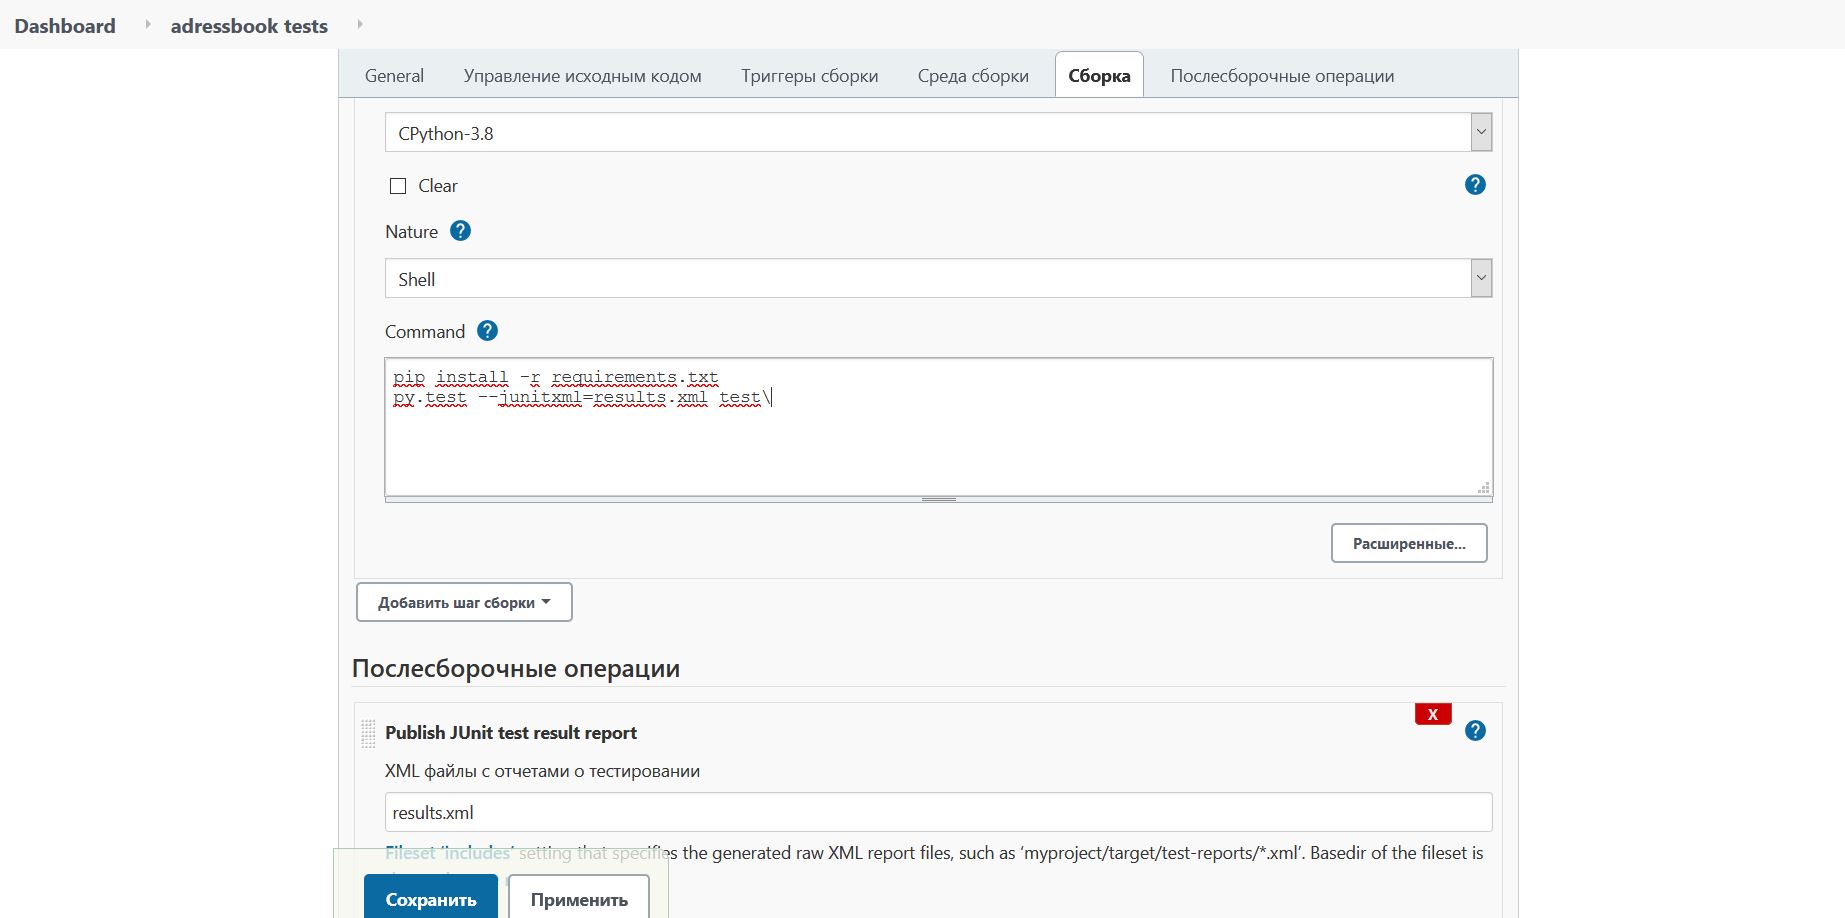 Dashboard adressbook tests
General Управление исходным кодом Триггеры сборки Среда сборки Сборка Послесборочные операции
CPython-3.8
Clear ?
Nature ?
Shell
Command ?
pip install -r requirements.txt
py.test --junitxml=results.xml test\
Расширенные...
Добавить шаг сборки
Послесборочные операции
X
Publish JUnit test result report ?
XML файлы с отчетами о тестировании
results.xml
Fileset 'includes' setting that specifies the generated raw XML report files, such as ‘myproject/target/test-reports/*.xml’. Basedir of the fileset is
Сохранить Применить